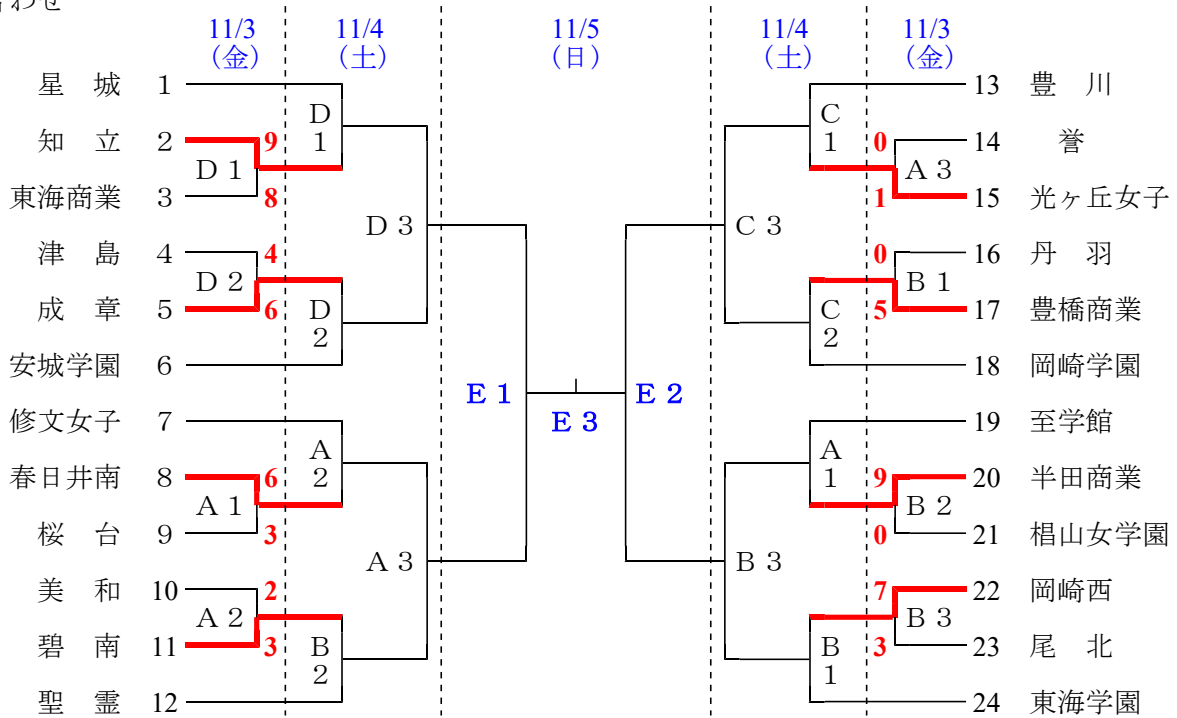 わせ
11/3 11/4 11/5 11/4 11/3
（金） （土） （日） （土） （金）
星　城 1 13 豊　川
D 1 C 1
知　立 2 9 0 14 誉
D 1 A 3
東海商業 3 8 1 15 光ヶ丘女子
D 3 C 3
津　島 4 4 0 16 丹　羽
D 2 B 1
成　章 5 6 D 2 C 2 5 17 豊橋商業
安城学園 6 18 岡崎学園
E 1 E 2
E 3
修文女子 7 19 至学館
A 2 A 1
春日井南 8 6 9 20 半田商業
A 1 B 2
桜　台 9 3 0 21 椙山女学園
A 3 B 3
美　和 10 2 7 22 岡崎西
A 2 B 3
碧　南 11 3 B 2 B 1 3 23 尾　北
聖　霊 12 24 東海学園